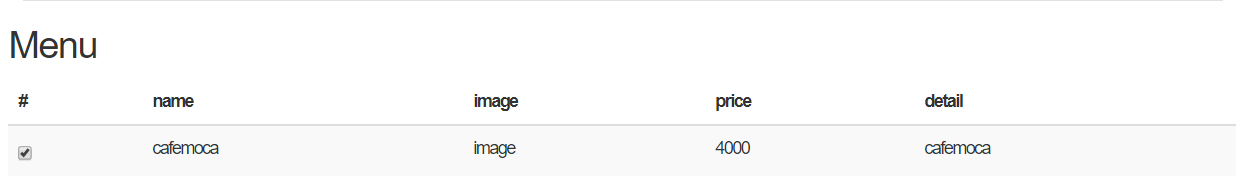 Menu
# name image price detail
cafemoca image 4000 cafemoca